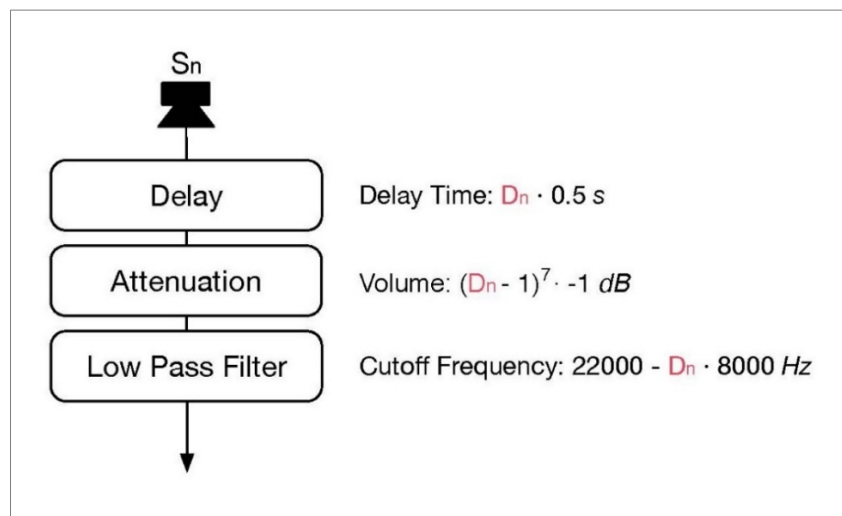 Sn
Delay
Delay Time: Dn · 0.5 s
Attenuation
Volume: (Dn - 1)⁷ · -1 dB
Low Pass Filter
Cutoff Frequency: 22000 - Dn · 8000 Hz